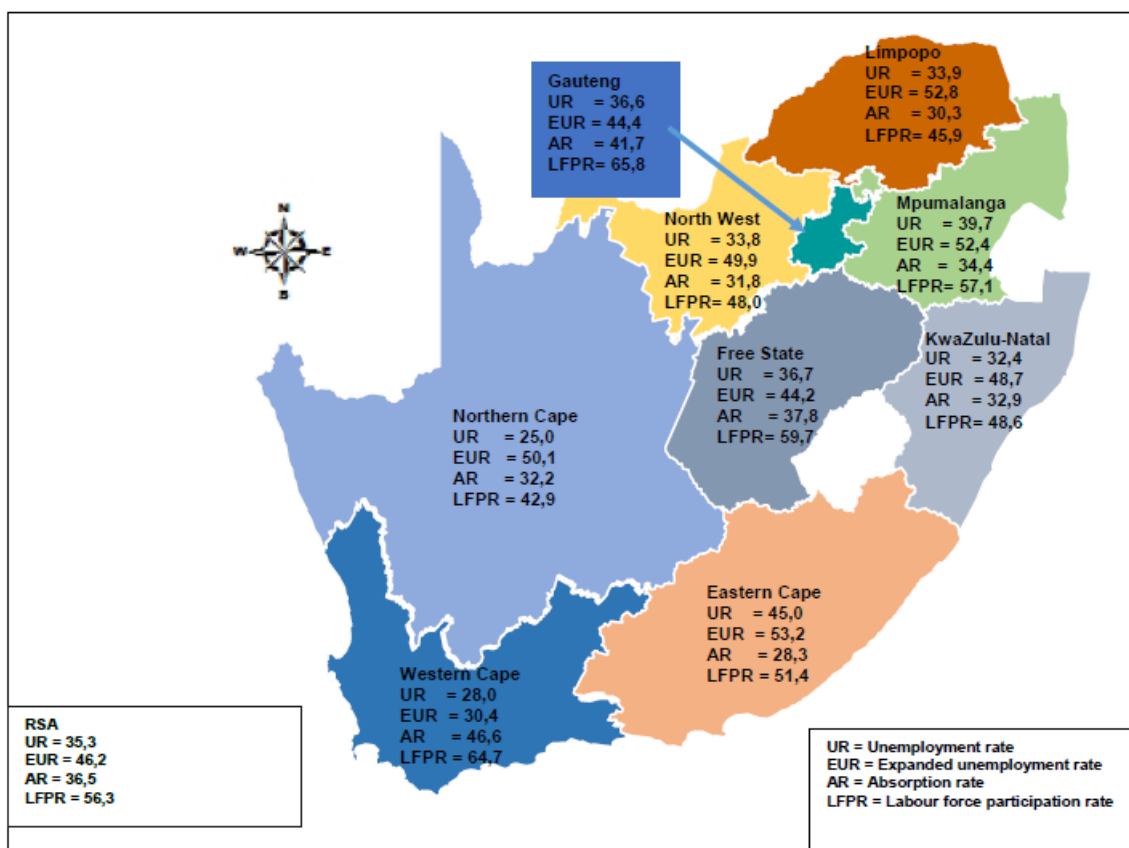 Limpopo
UR = 33,9
EUR = 52,8
AR = 30,3
LFPR= 45,9
Gauteng
UR = 36,6
EUR = 44,4
AR = 41,7
LFPR= 65,8
Mpumalanga
UR = 39,7
EUR = 52,4
AR = 34,4
LFPR= 57,1
North West
UR = 33,8
EUR = 49,9
AR = 31,8
LFPR= 48,0
N
W
E
S
KwaZulu-Natal
UR = 32,4
EUR = 48,7
AR = 32,9
LFPR= 48,6
Free State
UR = 36,7
EUR = 44,2
AR = 37,8
LFPR= 59,7
Northern Cape
UR = 25,0
EUR = 50,1
AR = 32,2
LFPR = 42,9
Eastern Cape
UR = 45,0
EUR = 53,2
AR = 28,3
LFPR = 51,4
Western Cape
UR = 28,0
EUR = 30,4
AR = 46,6
LFPR = 64,7
RSA
UR = 35,3
EUR = 46,2
AR = 36,5
LFPR = 56,3
UR = Unemployment rate
EUR = Expanded unemployment rate
AR = Absorption rate
LFPR = Labour force participation rate